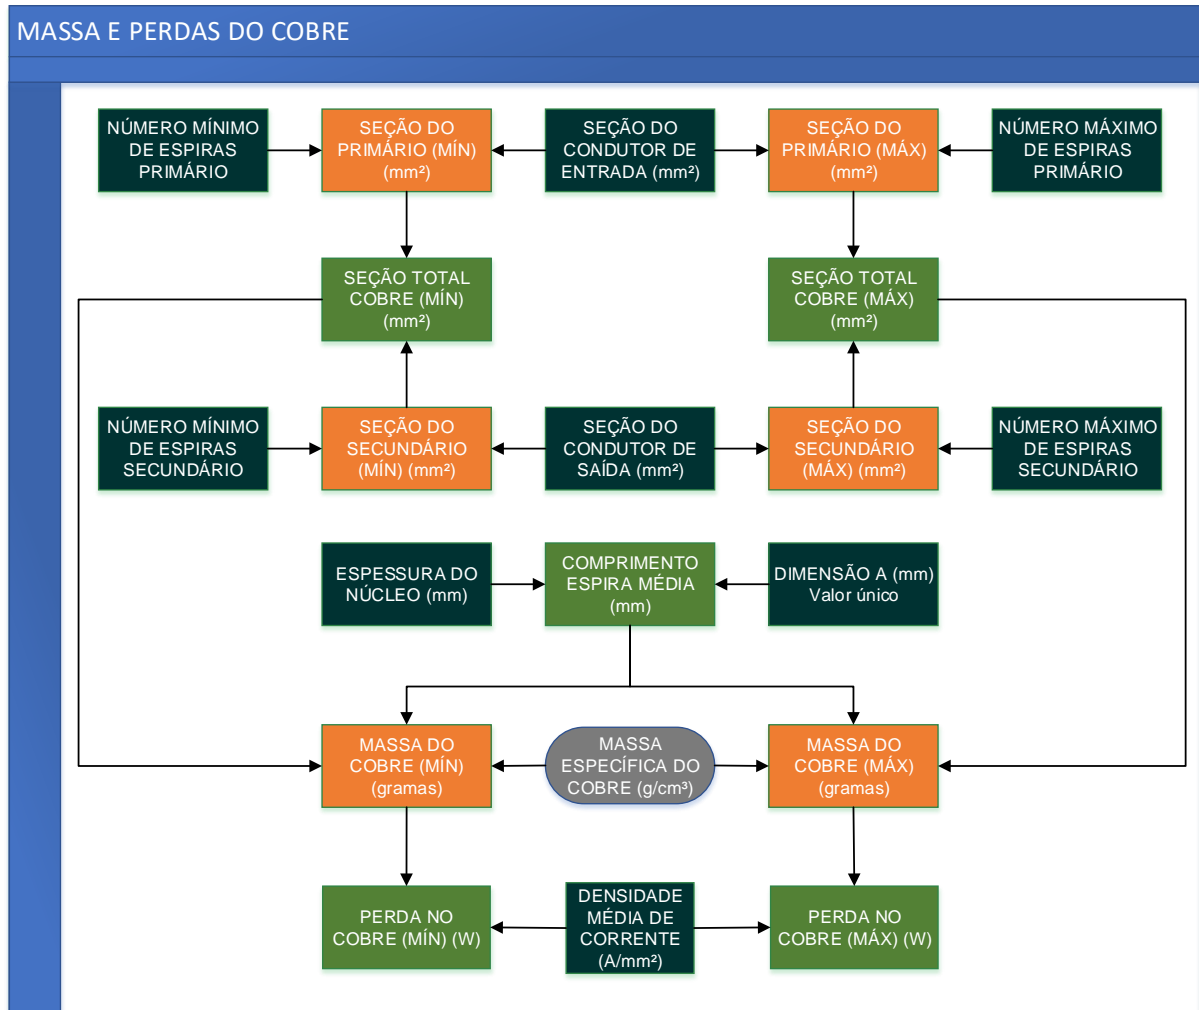 MASSA E PERDAS DO COBRE
NÚMERO MÍNIMO
DE ESPIRAS
PRIMÁRIO
SEÇÃO DO
PRIMÁRIO (MÍN)
(mm²)
SEÇÃO DO
CONDUTOR DE
ENTRADA (mm²)
SEÇÃO DO
PRIMÁRIO (MÁX)
(mm²)
NÚMERO MÁXIMO
DE ESPIRAS
PRIMÁRIO
SEÇÃO TOTAL
COBRE (MÍN)
(mm²)
SEÇÃO TOTAL
COBRE (MÁX)
(mm²)
NÚMERO MÍNIMO
DE ESPIRAS
SECUNDÁRIO
SEÇÃO DO
SECUNDÁRIO
(MÍN) (mm²)
SEÇÃO DO
CONDUTOR DE
SAÍDA (mm²)
SEÇÃO DO
SECUNDÁRIO
(MÁX) (mm²)
NÚMERO MÁXIMO
DE ESPIRAS
SECUNDÁRIO
ESPESSURA DO
NÚCLEO (mm)
COMPRIMENTO
ESPIRA MÉDIA
(mm)
DIMENSÃO A (mm)
Valor único
MASSA DO
COBRE (MÍN)
(gramas)
MASSA
ESPECÍFICA DO
COBRE (g/cm³)
MASSA DO
COBRE (MÁX)
(gramas)
PERDA NO
COBRE (MÍN) (W)
DENSIDADE
MÉDIA DE
CORRENTE
(A/mm²)
PERDA NO
COBRE (MÁX) (W)